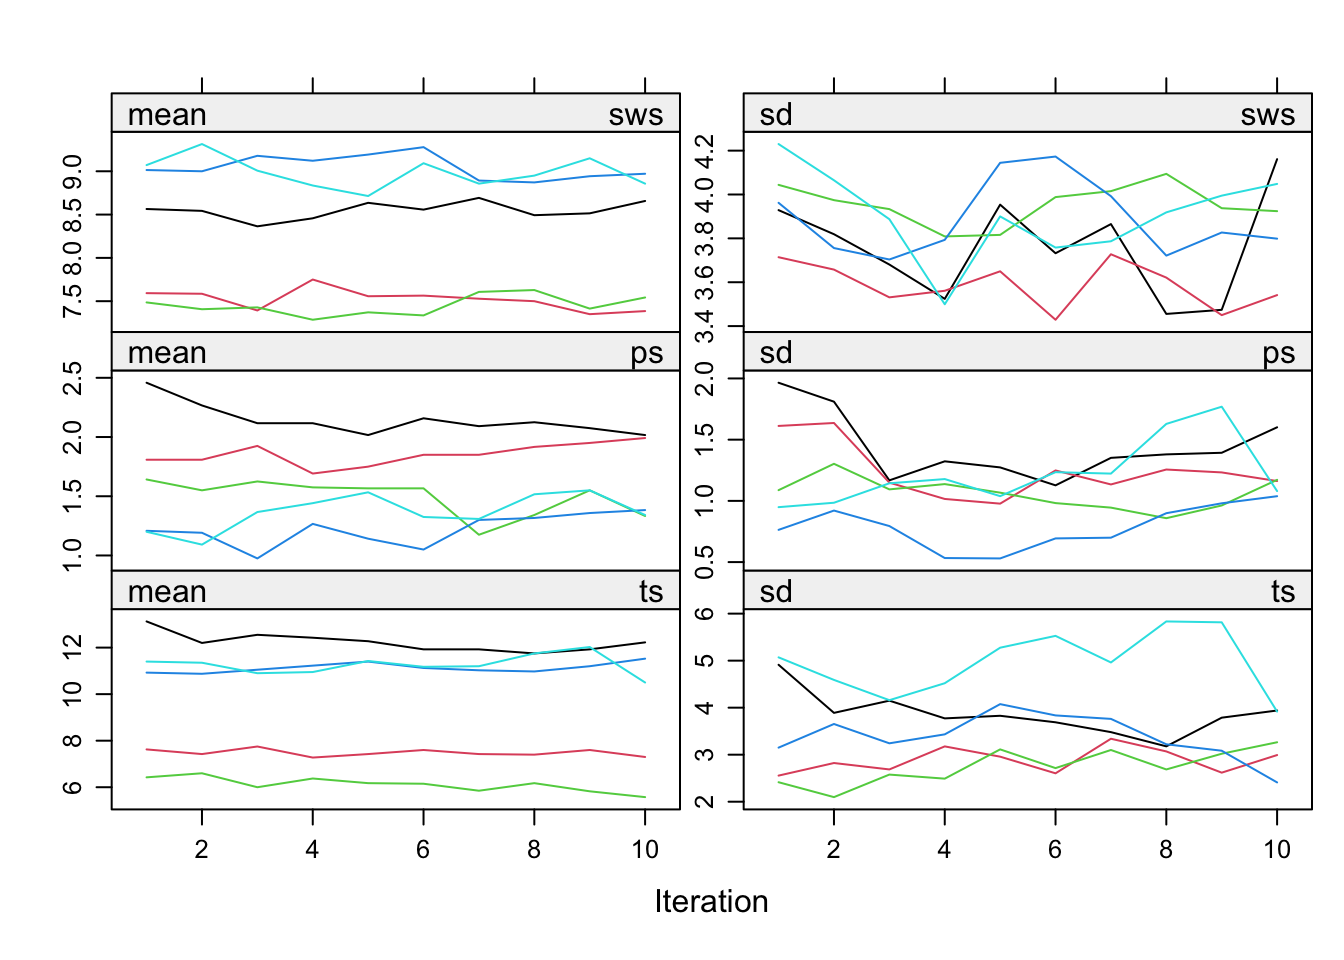 mean sws sd sws
7.5 8.0 8.5 9.0
3.4 3.6 3.8 4.0 4.2
mean ps sd ps
1.0 1.5 2.0 2.5
0.5 1.0 1.5 2.0
mean ts sd ts
6 8 10 12
2 3 4 5 6
2 4 6 8 10 2 4 6 8 10
Iteration